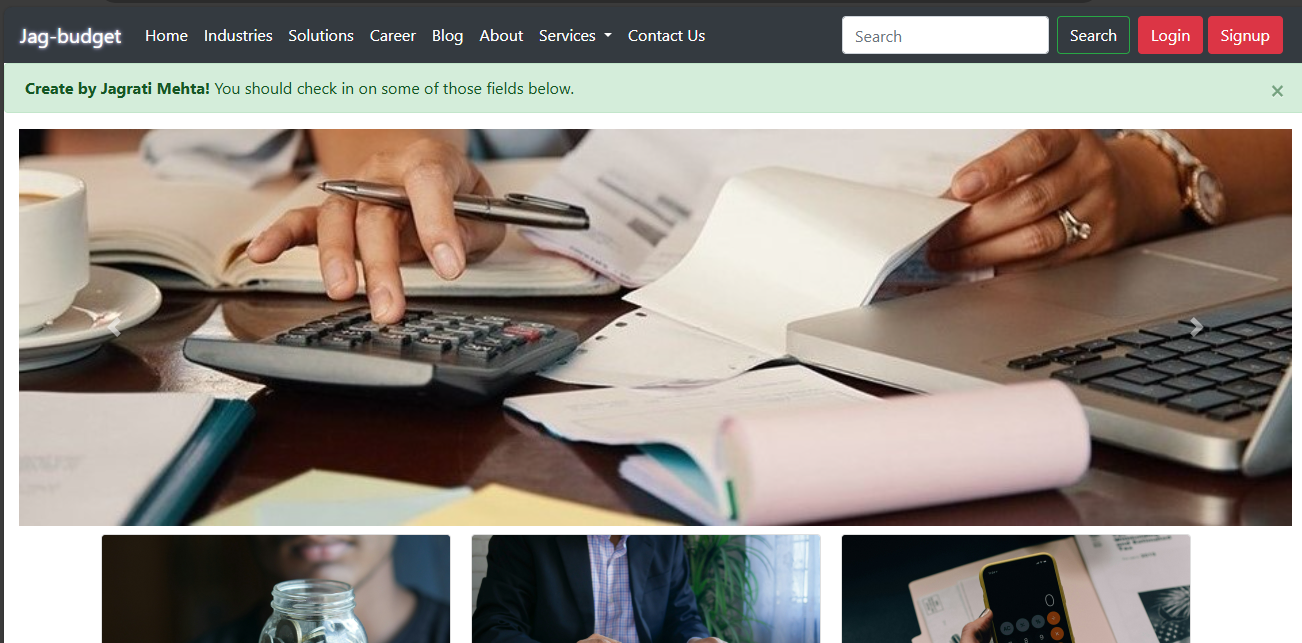 Jag-budget Home Industries Solutions Career Blog About Services Contact Us Search Search Login Signup
Create by Jagrati Mehta! You should check in on some of those fields below. ×